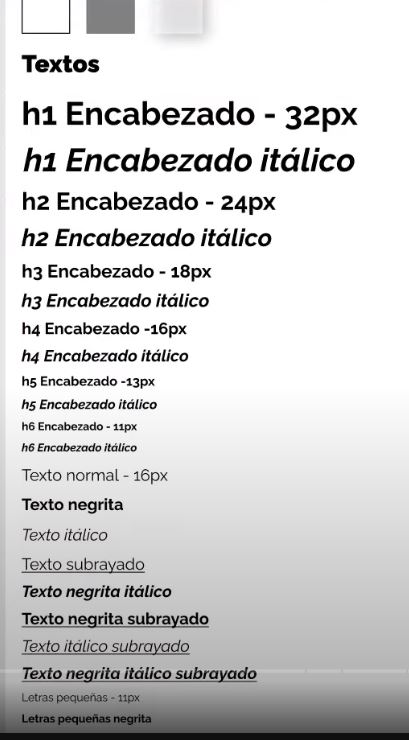 Textos
h1 Encabezado - 32px
h1 Encabezado itálico
h2 Encabezado - 24px
h2 Encabezado itálico
h3 Encabezado - 18px
h3 Encabezado itálico
h4 Encabezado -16px
h4 Encabezado itálico
h5 Encabezado -13px
h5 Encabezado itálico
h6 Encabezado - 11px
h6 Encabezado itálico
Texto normal - 16px
Texto negrita
Texto itálico
Texto subrayado
Texto negrita itálico
Texto negrita subrayado
Texto itálico subrayado
Texto negrita itálico subrayado
Letras pequeñas - 11px
Letras pequeñas negrita